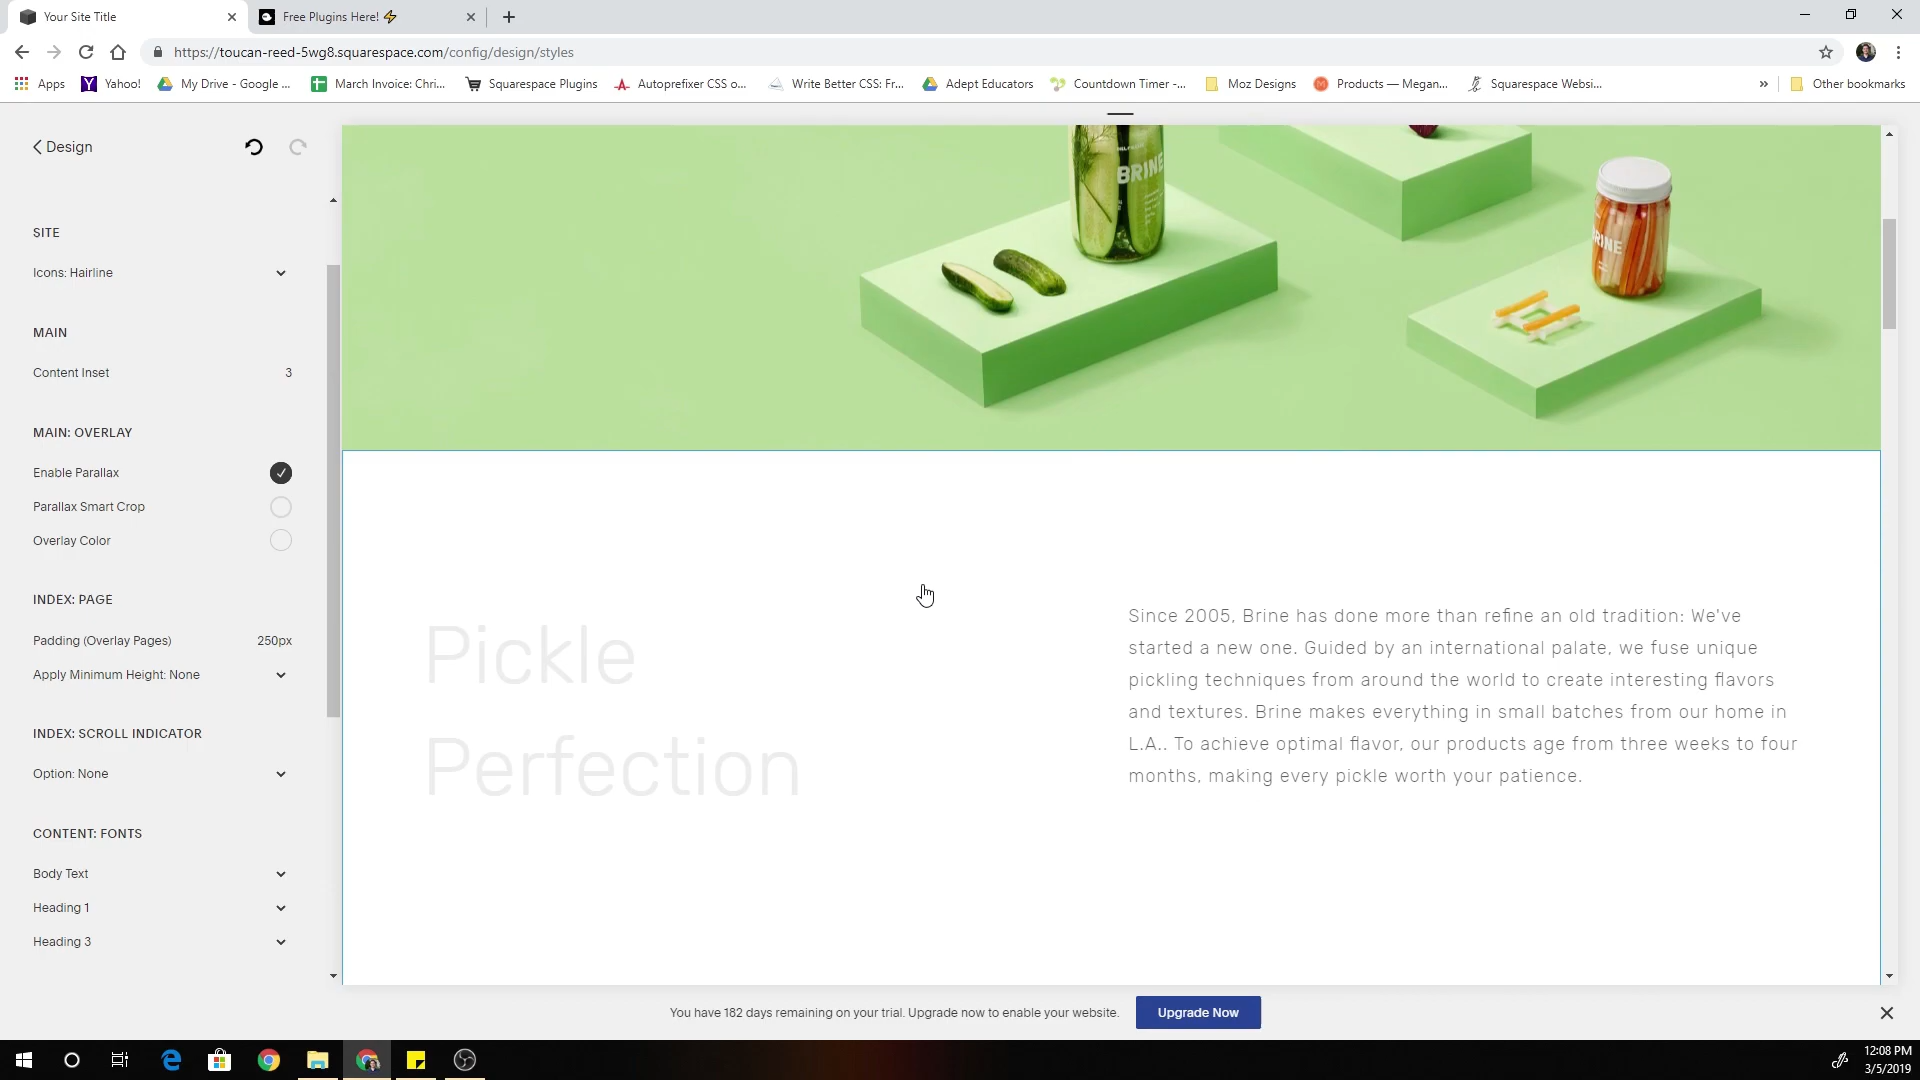 Your Site Title
Free Plugins Here! ⚡
https://toucan-reed-5wg8.squarespace.com/config/design/styles
Apps
Yahoo!
My Drive - Google ...
March Invoice: Chri...
Squarespace Plugins
Autoprefixer CSS o...
Write Better CSS: Fr...
Adept Educators
Countdown Timer -...
Moz Designs
Products — Megan...
Squarespace Websi...
»
Other bookmarks
Design
SITE
Icons: Hairline
MAIN
Content Inset 3
MAIN: OVERLAY
Enable Parallax
Parallax Smart Crop
Overlay Color
INDEX: PAGE
Padding (Overlay Pages) 250px
Apply Minimum Height: None
INDEX: SCROLL INDICATOR
Option: None
CONTENT: FONTS
Body Text
Heading 1
Heading 3
BRINE
BRINE
Pickle
Perfection
Since 2005, Brine has done more than refine an old tradition: We've
started a new one. Guided by an international palate, we fuse unique
pickling techniques from around the world to create interesting flavors
and textures. Brine makes everything in small batches from our home in
L.A.. To achieve optimal flavor, our products age from three weeks to four
months, making every pickle worth your patience.
You have 182 days remaining on your trial. Upgrade now to enable your website.
Upgrade Now
12:08 PM
3/5/2019